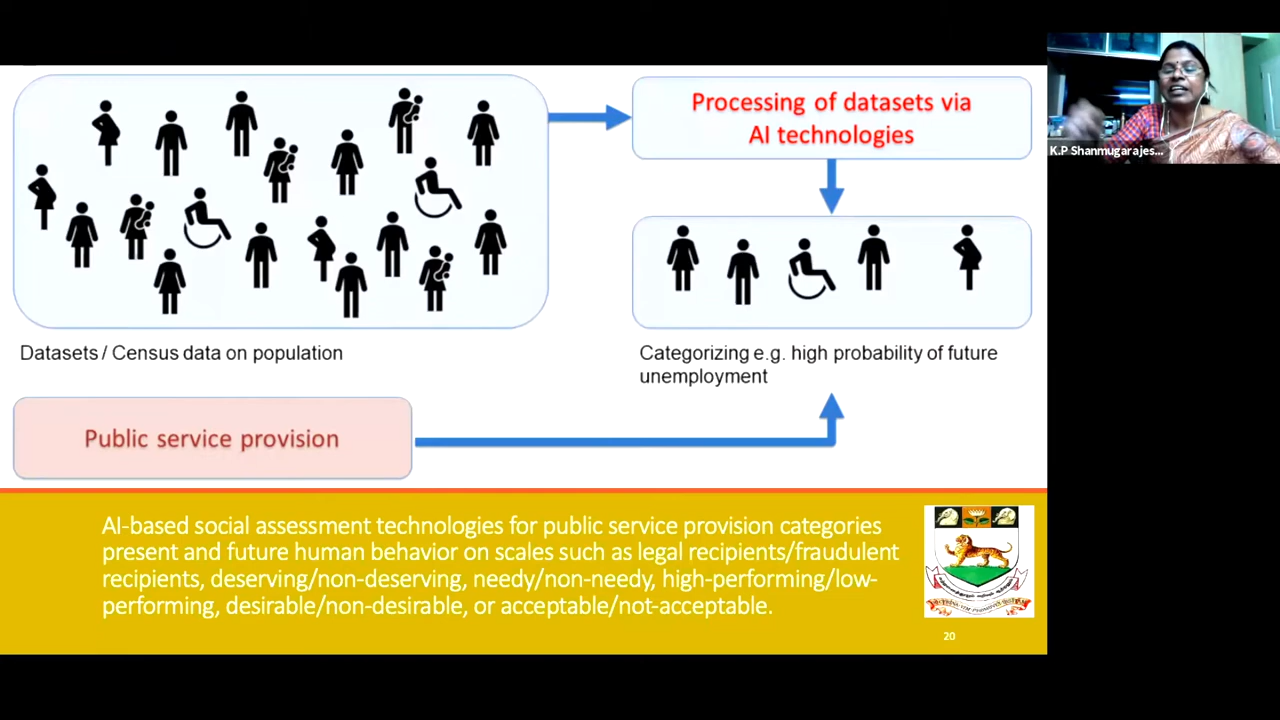 Processing of datasets via
AI technologies
K.P Shanmugarajes...
Datasets / Census data on population
Categorizing e.g. high probability of future
unemployment
Public service provision
AI-based social assessment technologies for public service provision categories
present and future human behavior on scales such as legal recipients/fraudulent
recipients, deserving/non-deserving, needy/non-needy, high-performing/low-
performing, desirable/non-desirable, or acceptable/not-acceptable.
20